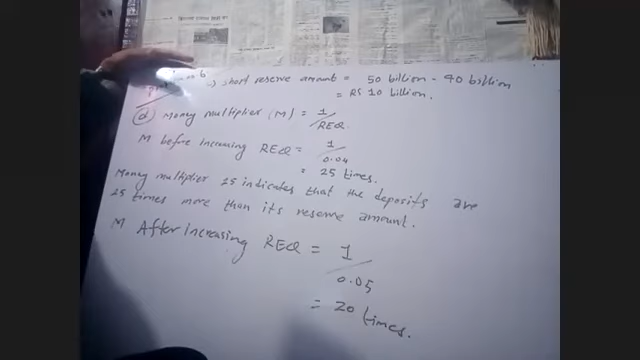 ⇒ short reserve amount = 50 billion - 40 billion
= RS 10 billion.
(d) Money multiplier (M) = 1/REQ.
M before increasing REQ = 1/0.04
= 25 times.
Money multiplier 25 indicates that the deposits are
25 times more than its reserve amount.
M After increasing REQ = 1/0.05
= 20 times.